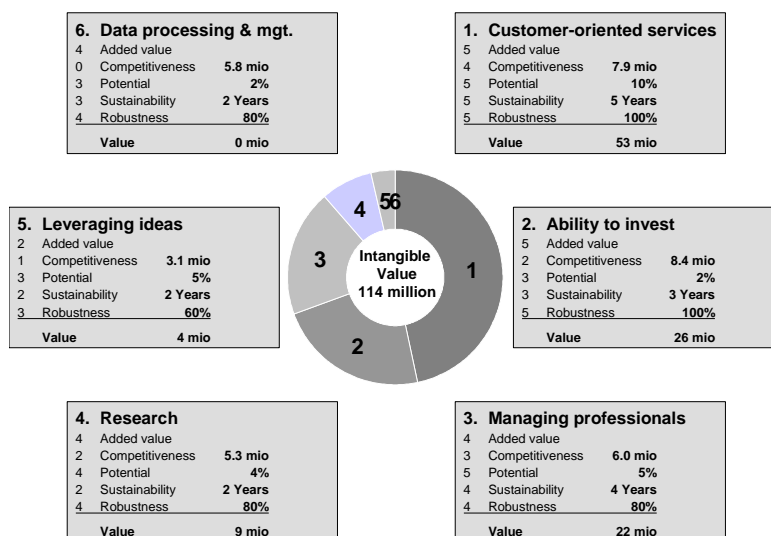 6. Data processing & mgt.
4 Added value
0 Competitiveness 5.8 mio
3 Potential 2%
3 Sustainability 2 Years
4 Robustness 80%
Value 0 mio
1. Customer-oriented services
5 Added value
4 Competitiveness 7.9 mio
5 Potential 10%
5 Sustainability 5 Years
5 Robustness 100%
Value 53 mio
5. Leveraging ideas
2 Added value
1 Competitiveness 3.1 mio
3 Potential 5%
2 Sustainability 2 Years
3 Robustness 60%
Value 4 mio
4
5
6
3
1
2
Intangible
Value
114 million
2. Ability to invest
5 Added value
2 Competitiveness 8.4 mio
3 Potential 2%
3 Sustainability 3 Years
5 Robustness 100%
Value 26 mio
4. Research
4 Added value
2 Competitiveness 5.3 mio
4 Potential 4%
2 Sustainability 2 Years
4 Robustness 80%
Value 9 mio
3. Managing professionals
4 Added value
3 Competitiveness 6.0 mio
5 Potential 5%
4 Sustainability 4 Years
4 Robustness 80%
Value 22 mio